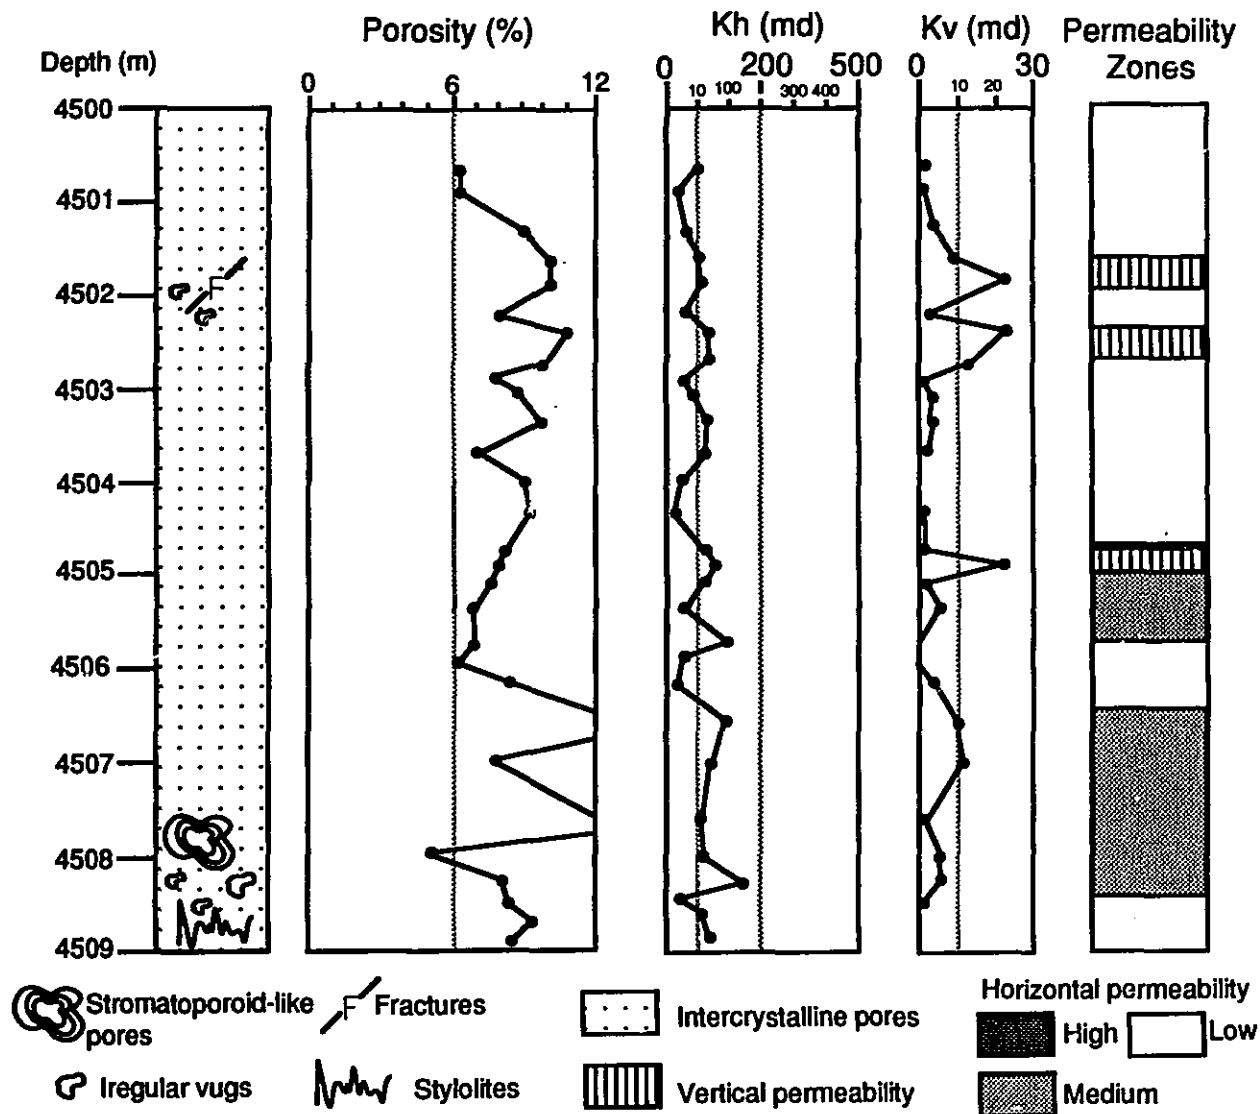 Porosity (%) Kh (md) Kv (md) Permeability
Depth (m) Zones
0 6 12 0 200 500 0 30
10 100 300 400 10 20
4500
4501
F
4502
4503
4504
4505
4506
4507
4508
4509
Stromatoporoid-like
pores
F Fractures
Intercrystalline pores
Horizontal permeability
High Low
Iregular vugs Stylolites Vertical permeability Medium